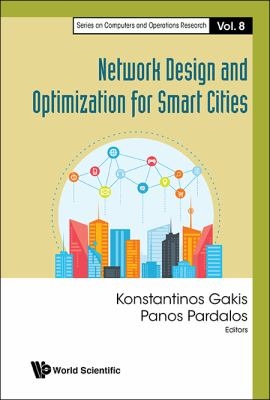 Series on Computers and Operations Research
Vol. 8
Network Design and
Optimization for Smart Cities
Konstantinos Gakis
Panos Pardalos
Editors
World Scientific